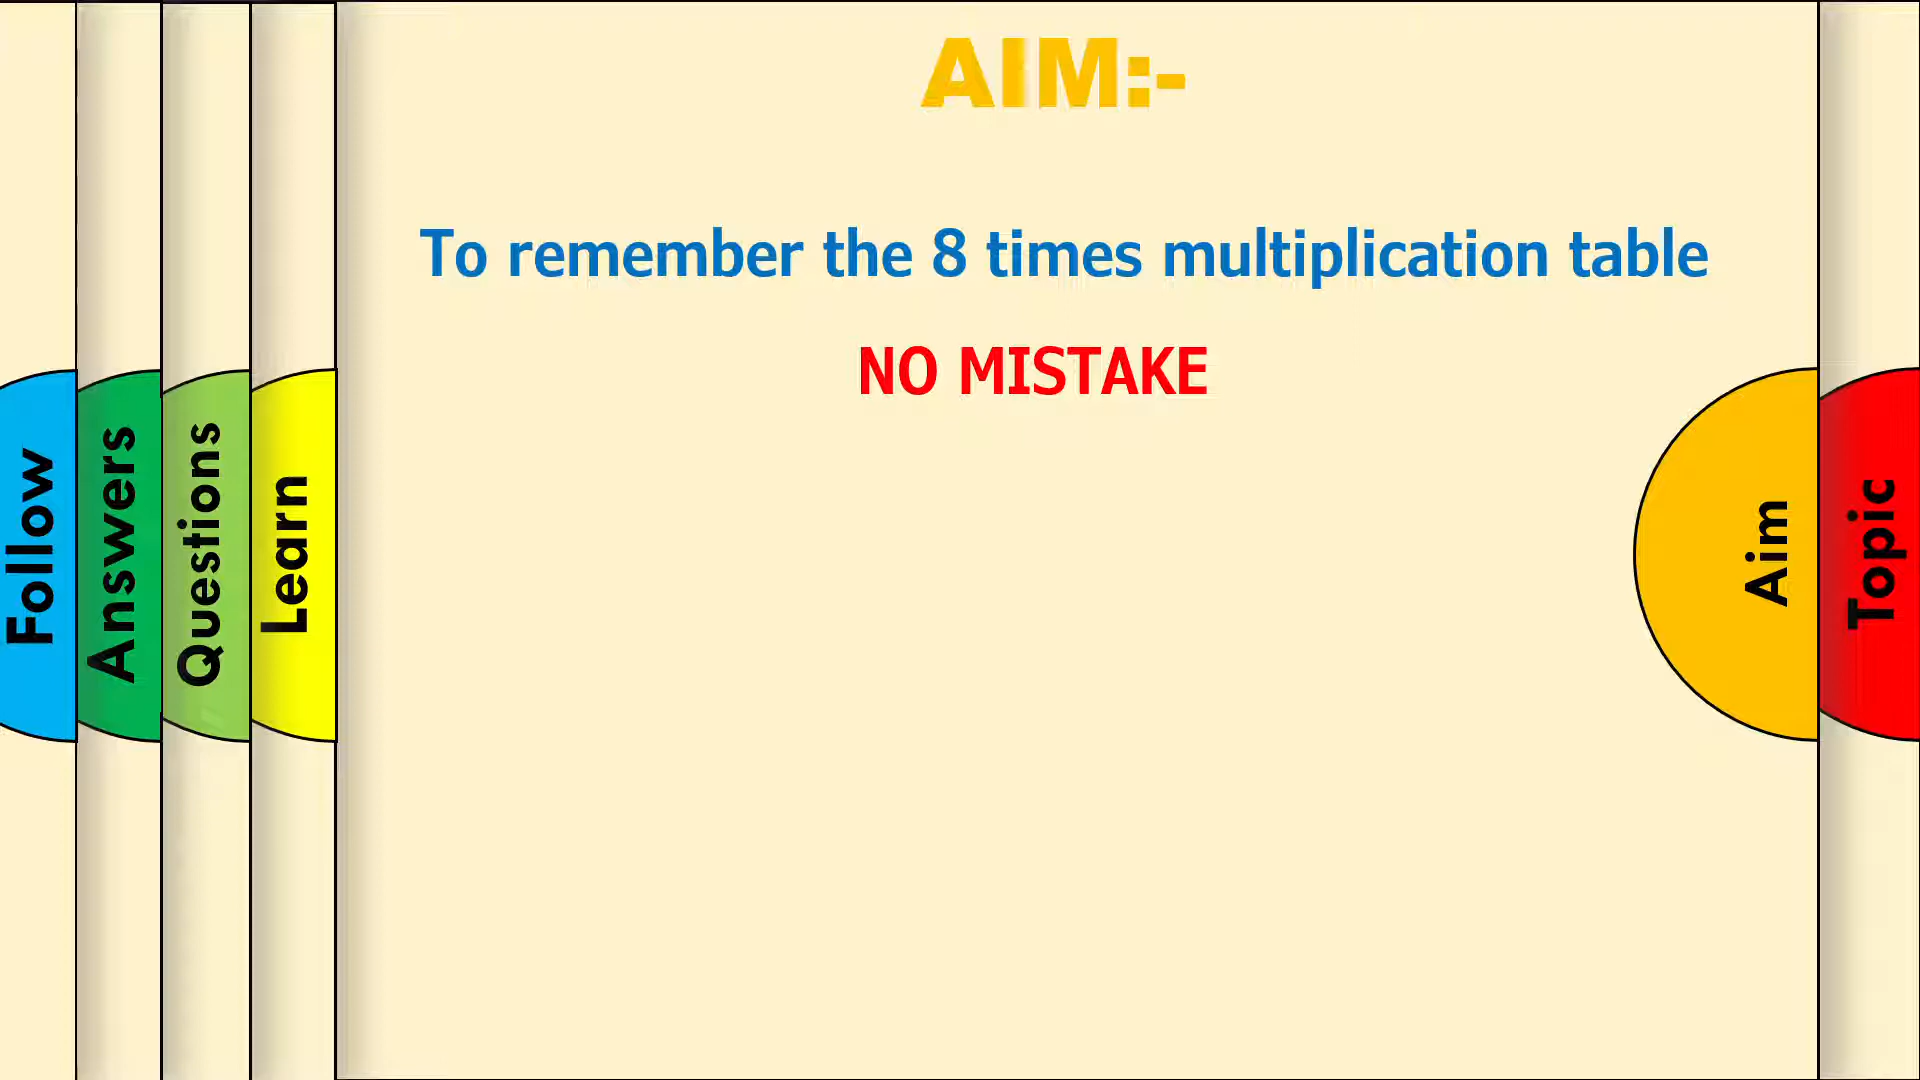 AIM:-
To remember the 8 times multiplication table
NO MISTAKE
Follow
Answers
Questions
Learn
Aim
Topic